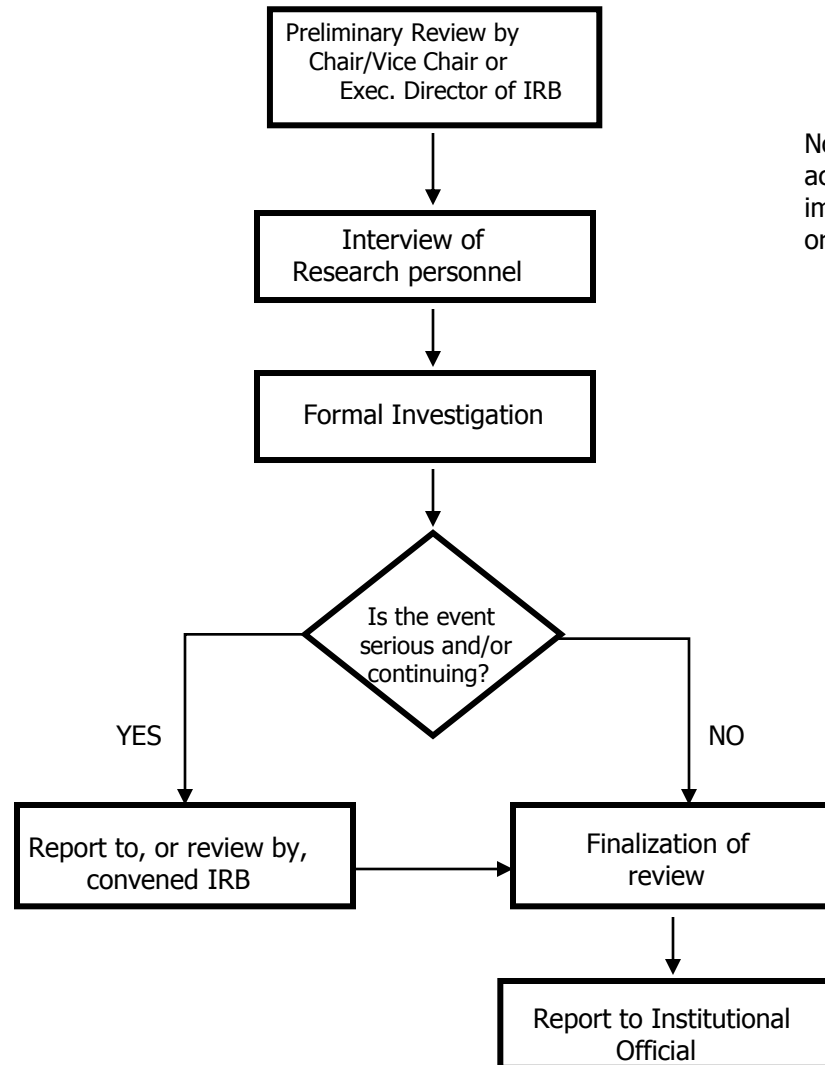 Preliminary Review by
Chair/Vice Chair or
Exec. Director of IRB
Interview of
Research personnel
Formal Investigation
Is the event
serious and/or
continuing?
YES
NO
Report to, or review by,
convened IRB
Finalization of
review
Report to Institutional
Official